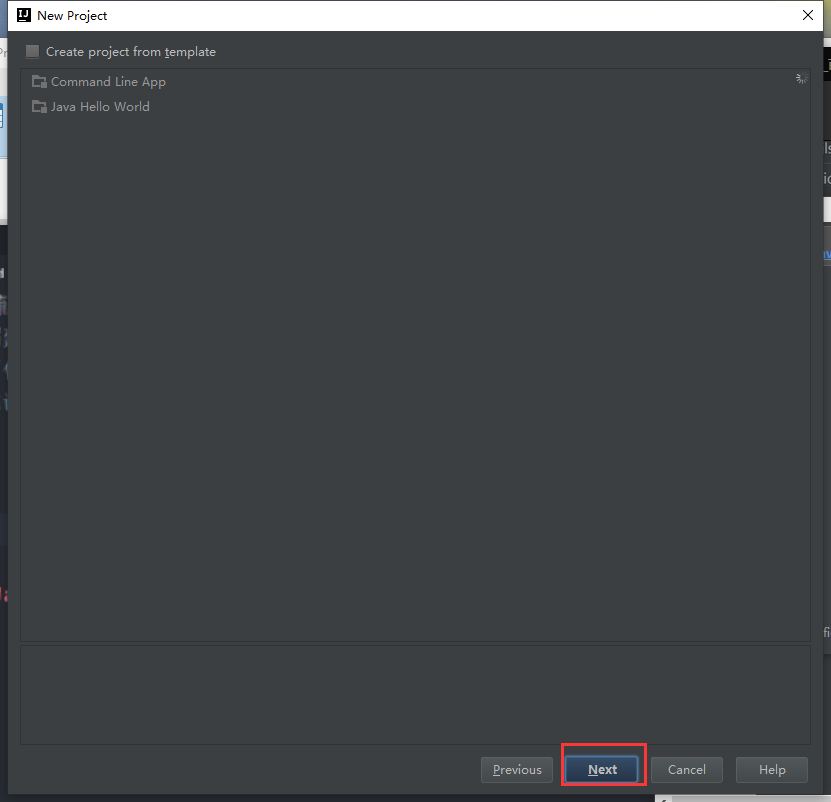 New Project
Create project from template
Command Line App
Java Hello World
Previous Next Cancel Help